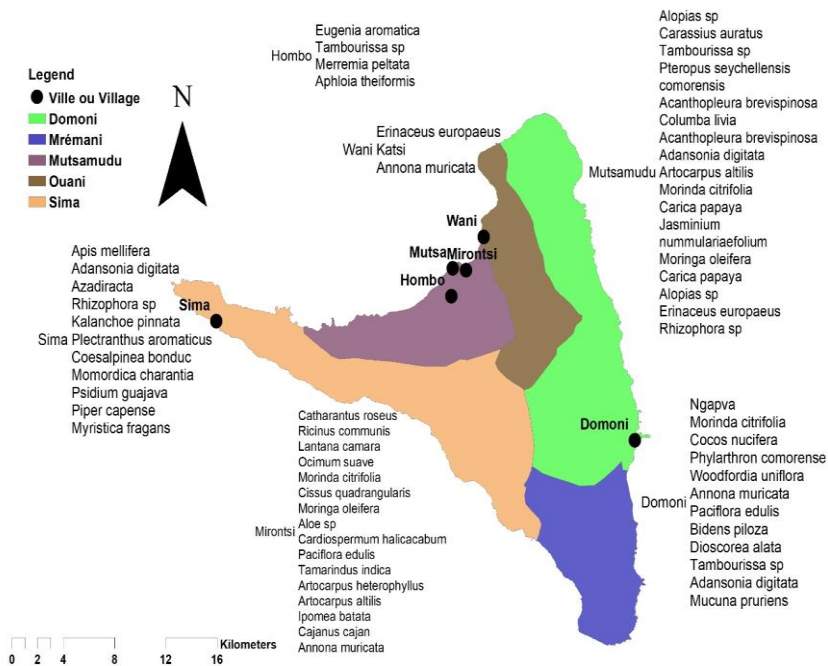 Hombo
Eugenia aromatica
Tambourissa sp
Merremia peltata
Aphloia theiformis
Legend
Ville ou Village
Domoni
Mrémani
Mutsamudu
Ouani
Sima
N
Wani Katsi
Erinaceus europaeus
Annona muricata
Mutsamudu
Alopias sp
Carassius auratus
Tambourissa sp
Pteropus seychellensis
comorensis
Acanthopleura brevispinosa
Columba livia
Acanthopleura brevispinosa
Adansonia digitata
Artocarpus altilis
Morinda citrifolia
Carica papaya
Jasminium
nummulariaefolium
Moringa oleifera
Carica papaya
Alopias sp
Erinaceus europaeus
Rhizophora sp
Wani
Mutsa
Mirontsi
Hombo
Sima
Domoni
Sima
Apis mellifera
Adansonia digitata
Azadiracta
Rhizophora sp
Kalanchoe pinnata
Plectranthus aromaticus
Coesalpinea bonduc
Momordica charantia
Psidium guajava
Piper capense
Myristica fragans
Mirontsi
Catharantus roseus
Ricinus communis
Lantana camara
Ocimum suave
Morinda citrifolia
Cissus quadrangularis
Moringa oleifera
Aloe sp
Cardiospermum halicacabum
Paciflora edulis
Tamarindus indica
Artocarpus heterophyllus
Artocarpus altilis
Ipomea batata
Cajanus cajan
Annona muricata
Domoni
Ngapva
Morinda citrifolia
Cocos nucifera
Phylarthron comorense
Woodfordia uniflora
Annona muricata
Paciflora edulis
Bidens piloza
Dioscorea alata
Tambourissa sp
Adansonia digitata
Mucuna pruriens
Kilometers
0 2 4 8 12 16